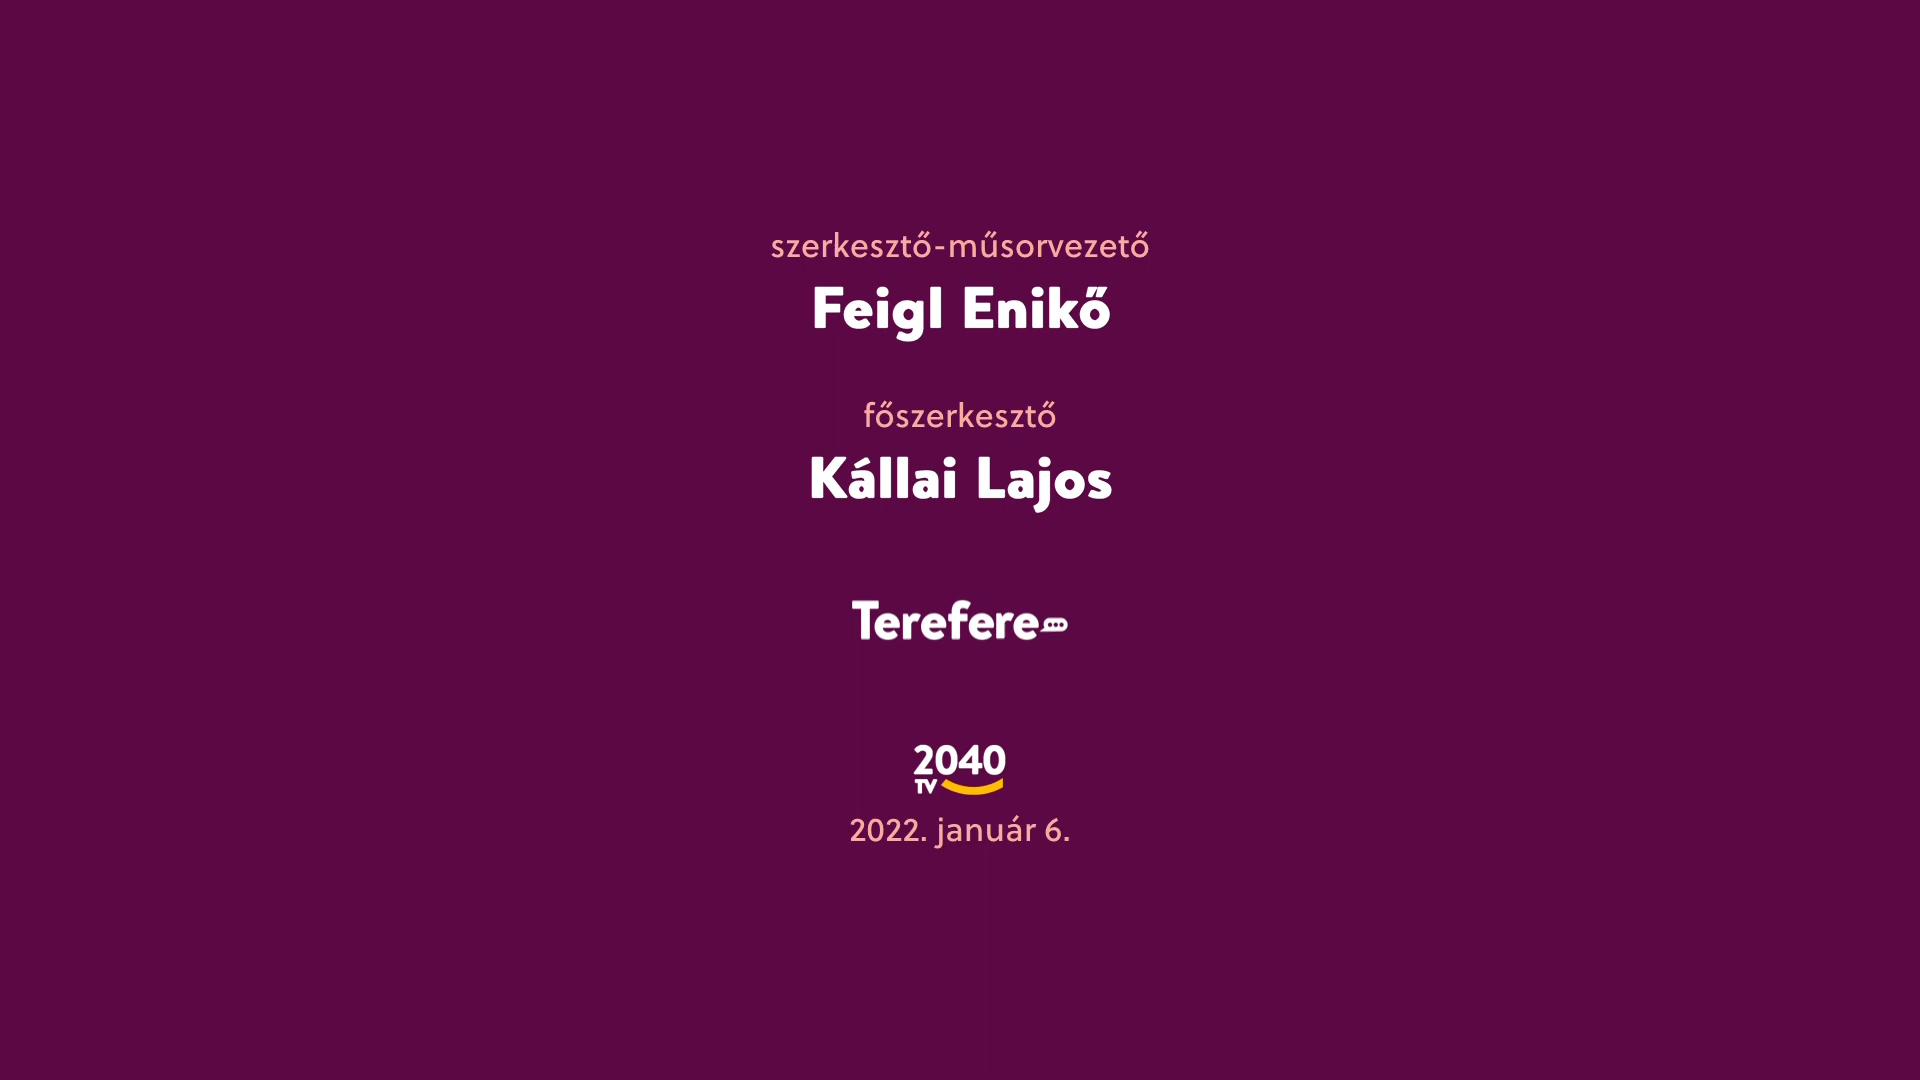 szerkesztő-műsorvezető
Feigl Enikő
főszerkesztő
Kállai Lajos
Terefere
2040
TV
2022. január 6.